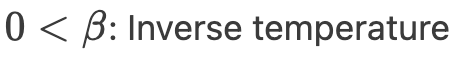 0 < β: Inverse temperature